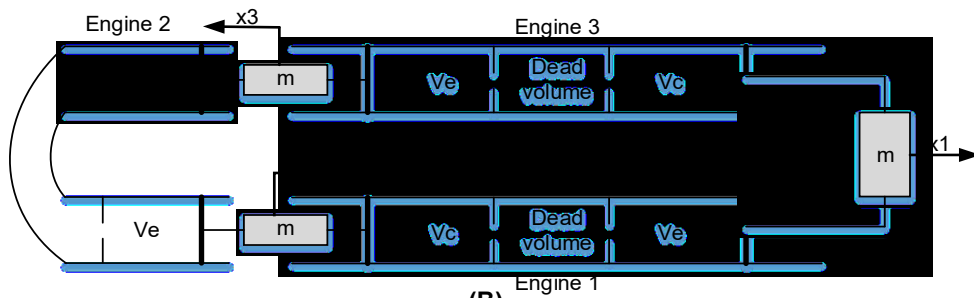 x3
Engine 2
Engine 3
m
Ve
Dead
volume
Vc
m
x1
Ve
m
Vc
Dead
volume
Ve
Engine 1
(B)